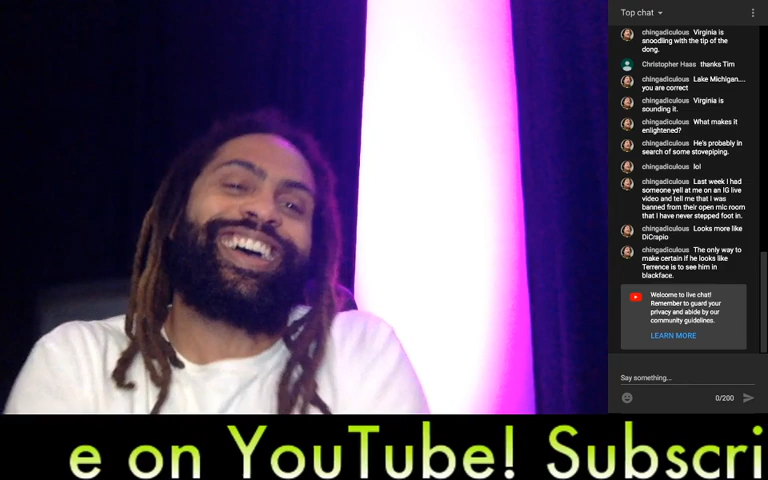 Top chat
chingadiculous Virginia is
snoodling with the tip of the
dong.
Christopher Haas thanks Tim
chingadiculous Lake Michigan....
you are correct
chingadiculous Virginia is
sounding it.
chingadiculous What makes it
enlightened?
chingadiculous He's probably in
search of some stovepiping.
chingadiculous lol
chingadiculous Last week I had
someone yell at me on an IG live
video and tell me that I was
banned from their open mic room
that I have never stepped foot in.
chingadiculous Looks more like
DiCrapio
chingadiculous The only way to
make certain if he looks like
Terrence is to see him in
blackface.
Welcome to live chat!
Remember to guard your
privacy and abide by our
community guidelines.
LEARN MORE
Say something...
0/200
e on YouTube! Subscri